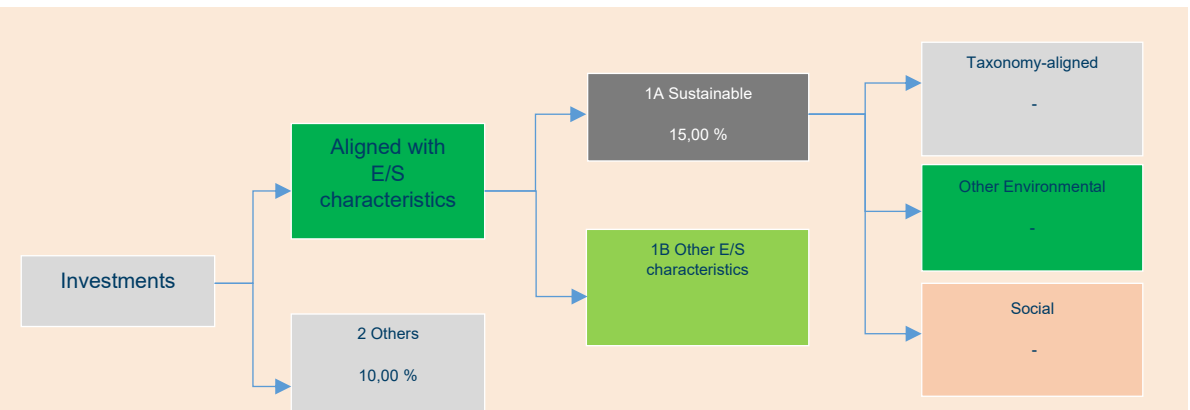 Investments
Aligned with
E/S
characteristics
2 Others
10,00 %
1A Sustainable
15,00 %
1B Other E/S
characteristics
Taxonomy-aligned
-
Other Environmental
-
Social
-